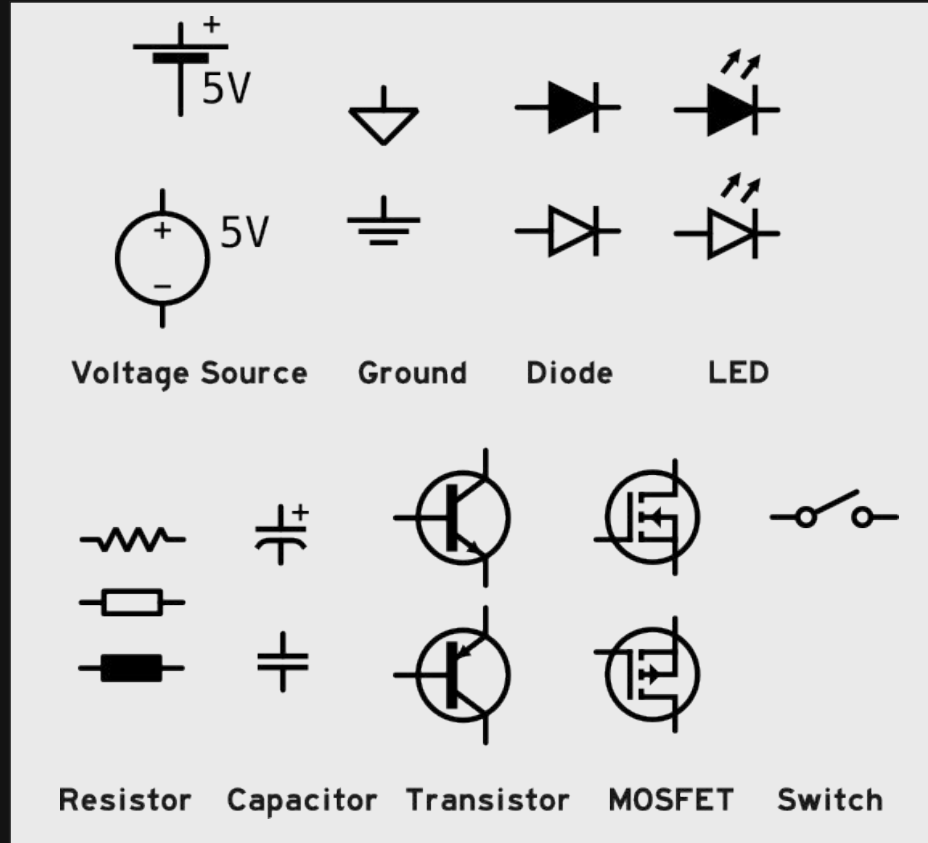 +
5V
+
5V
−
Voltage Source Ground Diode LED
+
Resistor Capacitor Transistor MOSFET Switch